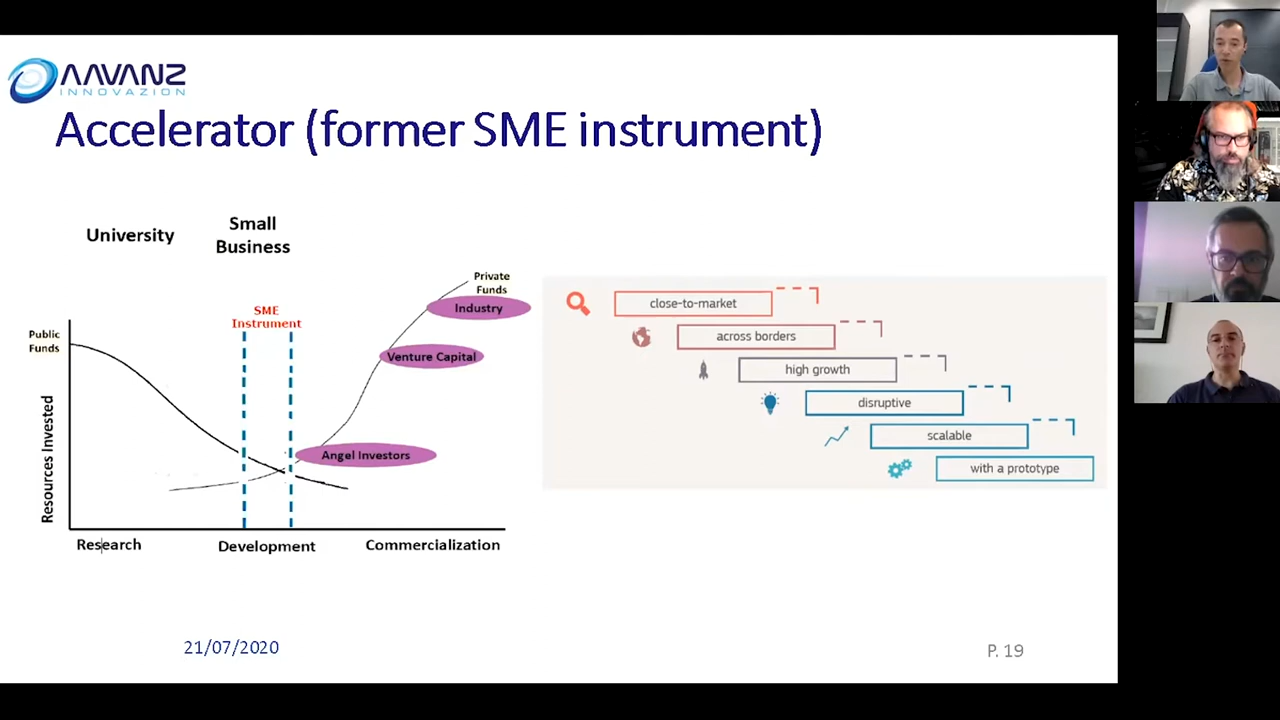 AAVANZ
INNOVAZION
Accelerator (former SME instrument)
University
Small
Business
Private
Funds
Industry
SME
Instrument
Public
Funds
Venture Capital
Angel Investors
Resources Invested
Research
Development
Commercialization
close-to-market
across borders
high growth
disruptive
scalable
with a prototype
21/07/2020
P. 19